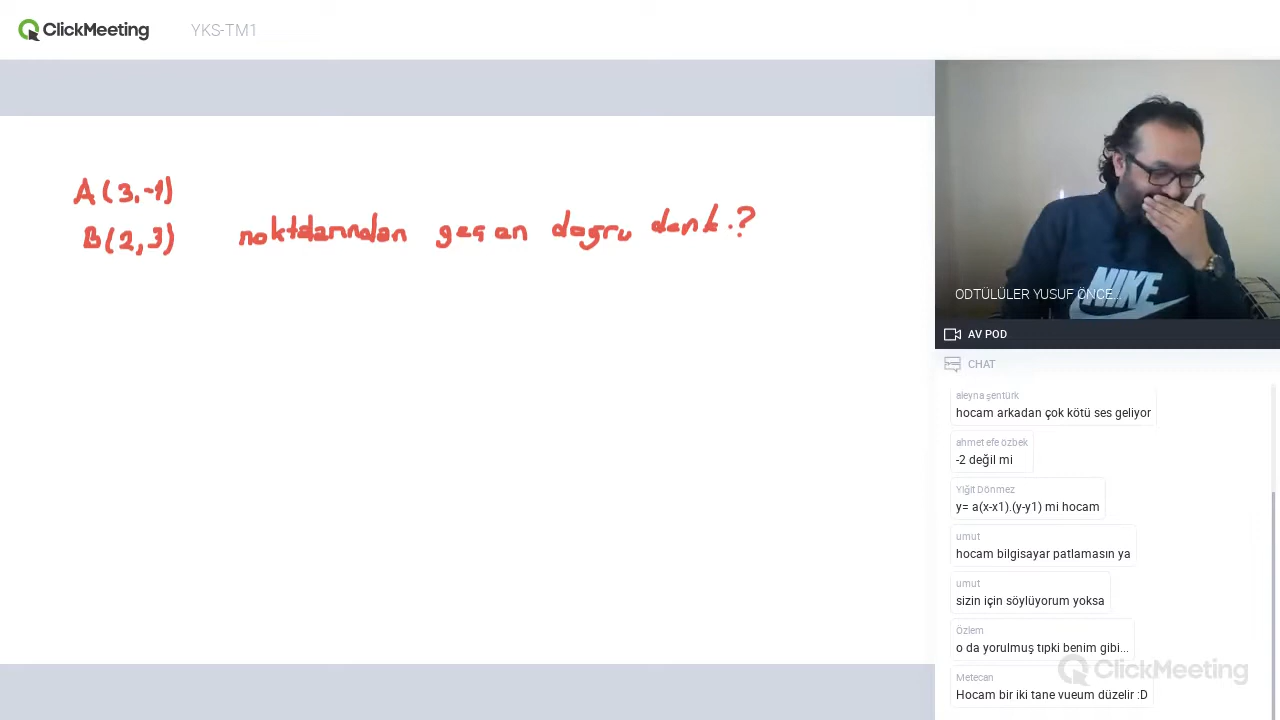 ClickMeeting
YKS-TM1
A(3,-1)
B(2,3) noktalarından geçen doğru denk.?
NIKE
ODTÜLÜLER YUSUF ÖNCE...
AV POD
CHAT
aleyna şentürk
hocam arkadan çok kötü ses geliyor
ahmet efe özbek
-2 değil mi
Yiğit Dönmez
y= a(x-x1).(y-y1) mi hocam
umut
hocam bilgisayar patlamasın ya
umut
sizin için söylüyorum yoksa
Özlem
o da yorulmuş tıpki benim gibi...
ClickMeeting
Metecan
Hocam bir iki tane vueum düzelir :D